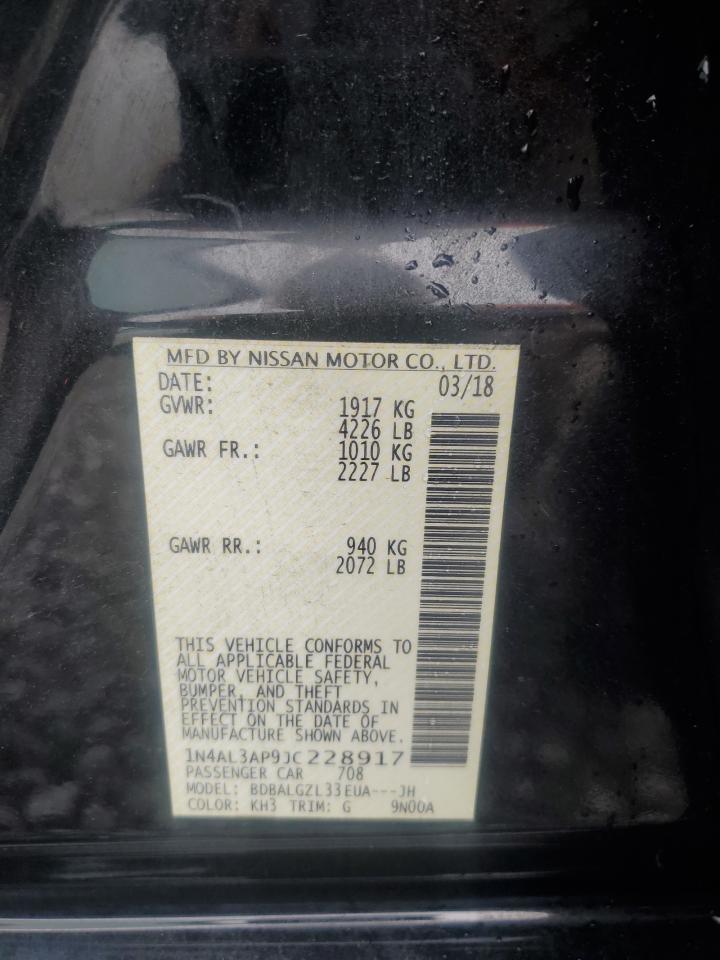 MFD BY NISSAN MOTOR CO., LTD.
DATE: 03/18
GVWR: 1917 KG
4226 LB
GAWR FR.: 1010 KG
2227 LB
GAWR RR.: 940 KG
2072 LB
THIS VEHICLE CONFORMS TO
ALL APPLICABLE FEDERAL
MOTOR VEHICLE SAFETY,
BUMPER, AND THEFT
PREVENTION STANDARDS IN
EFFECT ON THE DATE OF
MANUFACTURE SHOWN ABOVE.
1N4AL3AP9JC228917
PASSENGER CAR 708
MODEL: BDBALGZL33EUA---JH
COLOR: KH3 TRIM: G 9N00A